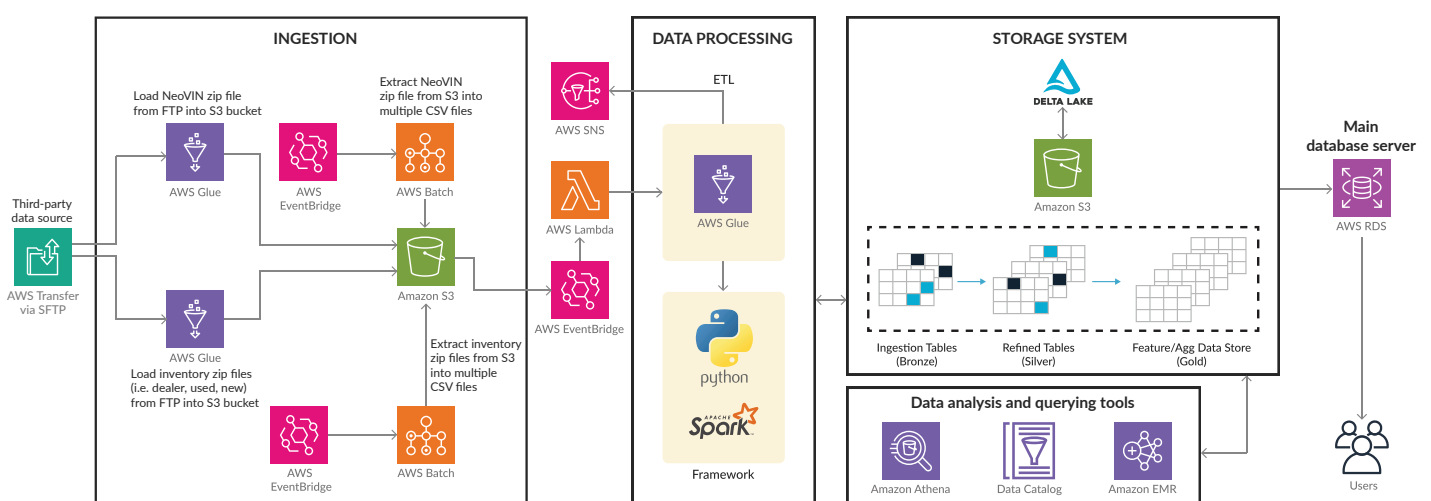 INGESTION
Load NeoVIN zip file
from FTP into S3 bucket
AWS Glue
AWS
EventBridge
Extract NeoVIN
zip file from S3 into
multiple CSV files
AWS Batch
Third-party
data source
AWS Transfer
via SFTP
Amazon S3
AWS Glue
Load inventory zip files
(i.e. dealer, used, new)
from FTP into S3 bucket
Extract inventory
zip files from S3
into multiple
CSV files
AWS
EventBridge
AWS Batch
AWS SNS
AWS Lambda
AWS EventBridge
DATA PROCESSING
ETL
AWS Glue
python
APACHE
Spark
Framework
STORAGE SYSTEM
DELTA LAKE
Amazon S3
Ingestion Tables
(Bronze)
Refined Tables
(Silver)
Feature/Agg Data Store
(Gold)
Data analysis and querying tools
Amazon Athena
Data Catalog
Amazon EMR
Main
database server
AWS RDS
Users